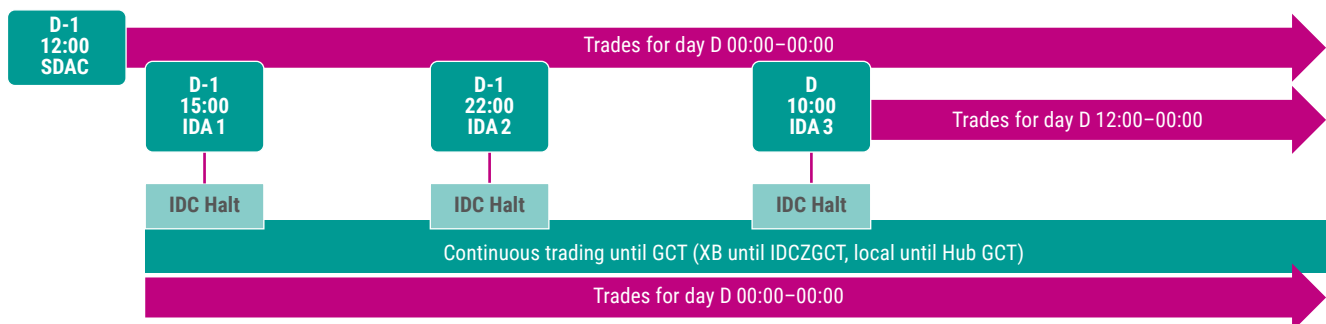 D-1
12:00
SDAC
Trades for day D 00:00–00:00
D-1
15:00
IDA 1
D-1
22:00
IDA 2
D
10:00
IDA 3
Trades for day D 12:00–00:00
IDC Halt
IDC Halt
IDC Halt
Continuous trading until GCT (XB until IDCZGCT, local until Hub GCT)
Trades for day D 00:00–00:00